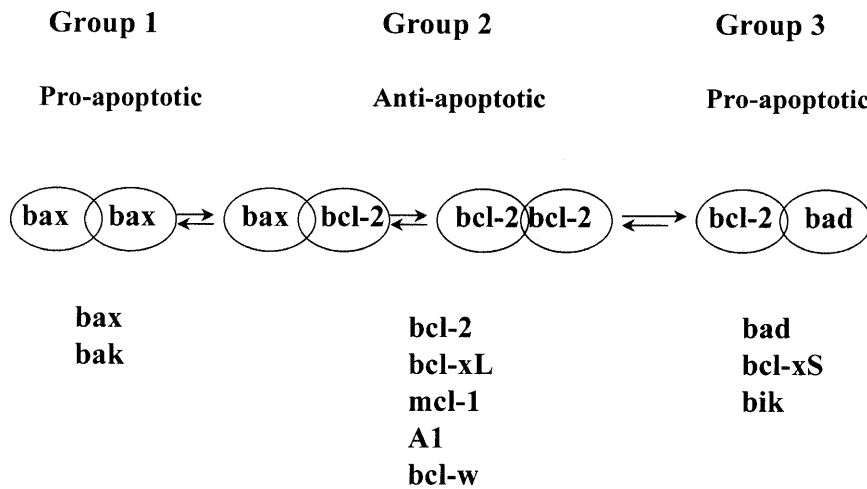 Group 1 Group 2 Group 3
Pro-apoptotic Anti-apoptotic Pro-apoptotic
bax bax bax bcl-2 bcl-2 bcl-2 bcl-2 bad
bax
bak
bcl-2
bcl-xL
mcl-1
A1
bcl-w
bad
bcl-xS
bik